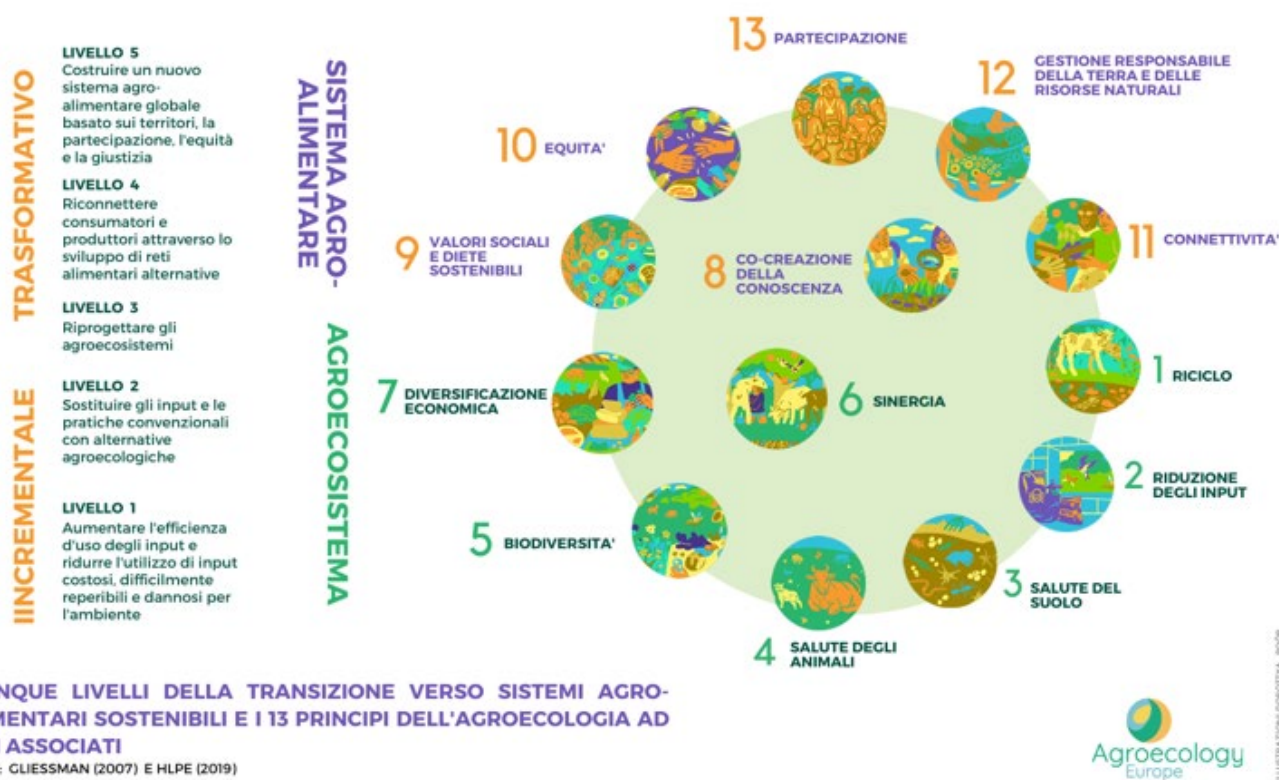 TRASFORMATIVO
IINCREMENTALE
LIVELLO 5
Costruire un nuovo
sistema agro-
alimentare globale
basato sui territori, la
partecipazione, l'equità
e la giustizia
LIVELLO 4
Riconnettere
consumatori e
produttori attraverso lo
sviluppo di reti
alimentari alternative
LIVELLO 3
Riprogettare gli
agroecosistemi
LIVELLO 2
Sostituire gli input e le
pratiche convenzionali
con alternative
agroecologiche
LIVELLO 1
Aumentare l'efficienza
d'uso degli input e
ridurre l'utilizzo di input
costosi, difficilmente
reperibili e dannosi per
l'ambiente
SISTEMA AGRO-
ALIMENTARE
AGROECOSISTEMA
13 PARTECIPAZIONE
12 GESTIONE RESPONSABILE
DELLA TERRA E DELLE
RISORSE NATURALI
10 EQUITA'
11 CONNETTIVITA'
9 VALORI SOCIALI
E DIETE
SOSTENIBILI
8 CO-CREAZIONE
DELLA
CONOSCENZA
1 RICICLO
7 DIVERSIFICAZIONE
ECONOMICA
6 SINERGIA
2 RIDUZIONE
DEGLI INPUT
5 BIODIVERSITA'
3 SALUTE DEL
SUOLO
4 SALUTE DEGLI
ANIMALI
NQUE LIVELLI DELLA TRANSIZIONE VERSO SISTEMI AGRO-
MENTARI SOSTENIBILI E I 13 PRINCIPI DELL'AGROECOLOGIA AD
I ASSOCIATI
: GLIESSMAN (2007) E HLPE (2019)
Agroecology
Europe